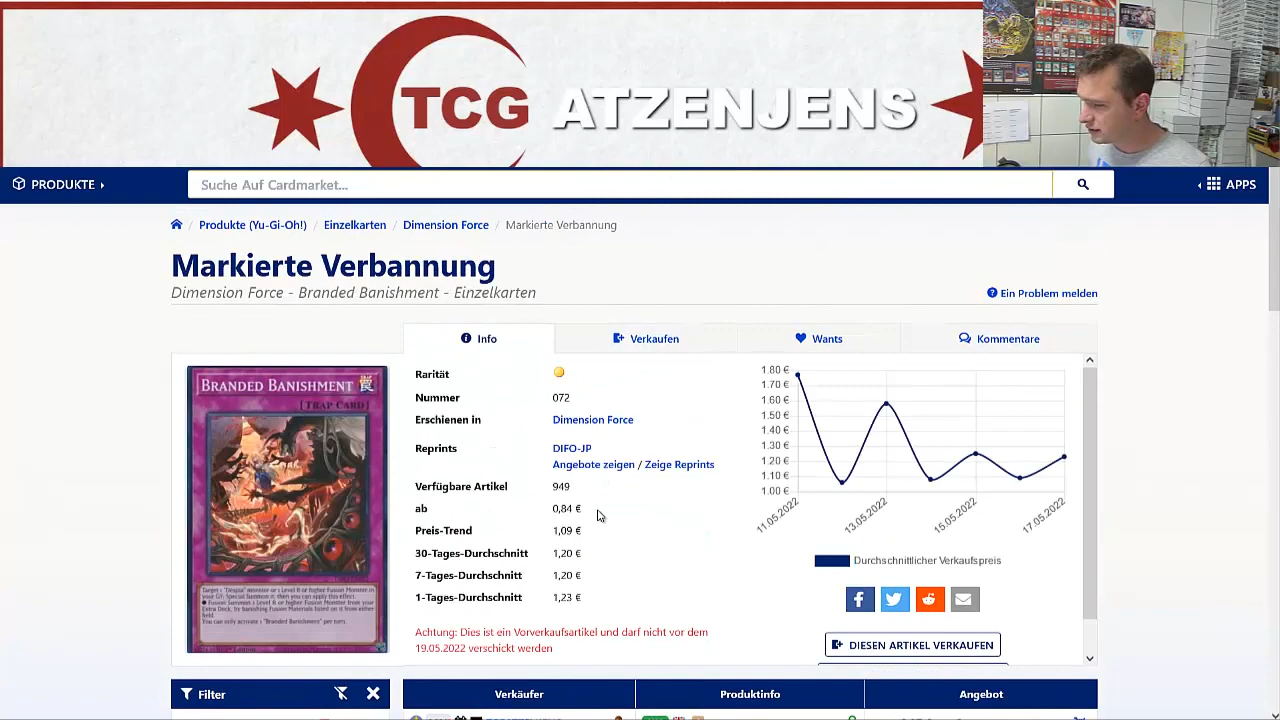 TCG ATZENJENS
PRODUKTE
Suche Auf Cardmarket...
APPS
Produkte (Yu-Gi-Oh!) / Einzelkarten / Dimension Force / Markierte Verbannung
Markierte Verbannung
Dimension Force - Branded Banishment - Einzelkarten
Ein Problem melden
Info
Verkaufen
Wants
Kommentare
BRANDED BANISHMENT
[TRAP CARD]
Rarität
Nummer 072
Erschienen in Dimension Force
Reprints DIFO-JP
Angebote zeigen / Zeige Reprints
Verfügbare Artikel 949
ab 0,84 €
Preis-Trend 1,09 €
30-Tages-Durchschnitt 1,20 €
7-Tages-Durchschnitt 1,20 €
1-Tages-Durchschnitt 1,23 €
Achtung: Dies ist ein Vorverkaufsartikel und darf nicht vor dem
19.05.2022 verschickt werden
1.80 €
1.70 €
1.60 €
1.50 €
1.40 €
1.30 €
1.20 €
1.10 €
1.00 €
11.05.2022
13.05.2022
15.05.2022
17.05.2022
Durchschnittlicher Verkaufspreis
DIESEN ARTIKEL VERKAUFEN
Filter
Verkäufer
Produktinfo
Angebot